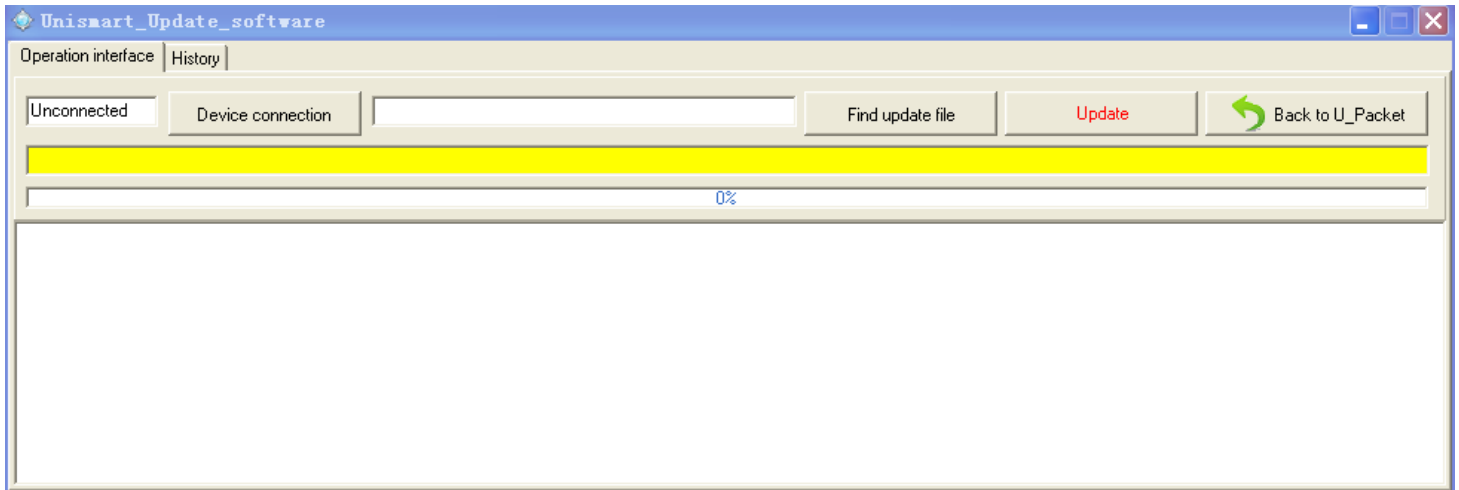 Unismart_Update_software
Operation interface History
Unconnected Device connection Find update file Update Back to U_Packet
0%